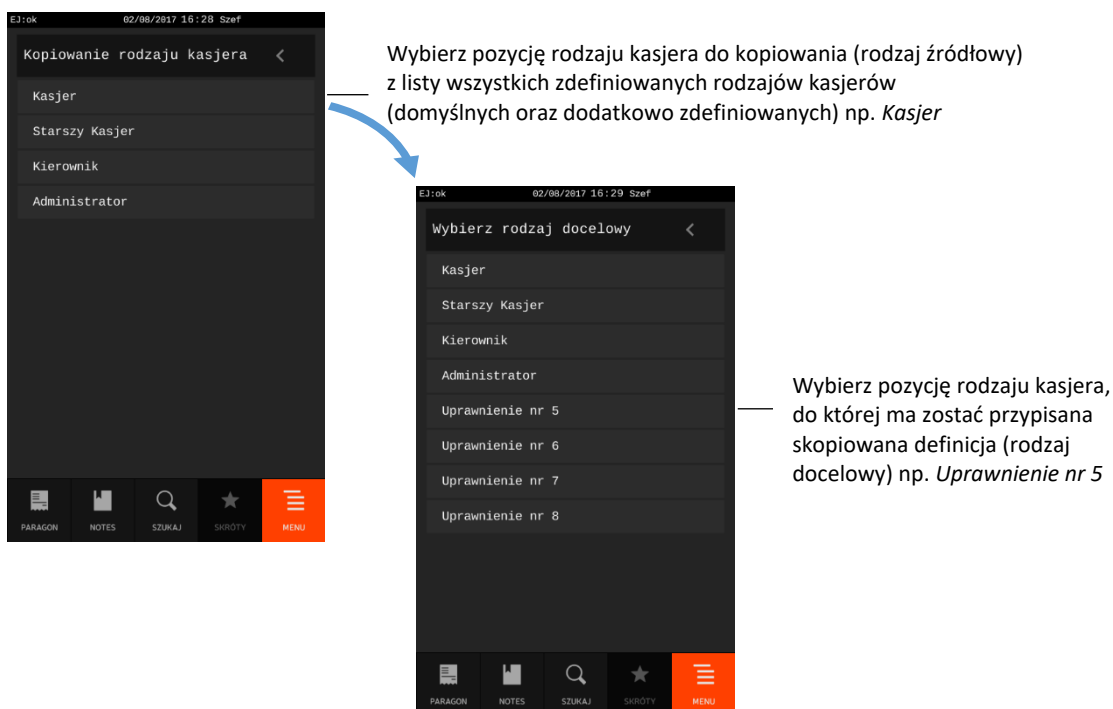 EJ:ok 02/08/2017 16:28 Szef
Kopiowanie rodzaju kasjera <
Kasjer
Starszy Kasjer
Kierownik
Administrator
PARAGON NOTES SZUKAJ SKRÓTY MENU
Wybierz pozycję rodzaju kasjera do kopiowania (rodzaj źródłowy)
z listy wszystkich zdefiniowanych rodzajów kasjerów
(domyślnych oraz dodatkowo zdefiniowanych) np. Kasjer
EJ:ok 02/08/2017 16:29 Szef
Wybierz rodzaj docelowy <
Kasjer
Starszy Kasjer
Kierownik
Administrator
Uprawnienie nr 5
Uprawnienie nr 6
Uprawnienie nr 7
Uprawnienie nr 8
PARAGON NOTES SZUKAJ SKRÓTY MENU
Wybierz pozycję rodzaju kasjera,
do której ma zostać przypisana
skopiowana definicja (rodzaj
docelowy) np. Uprawnienie nr 5